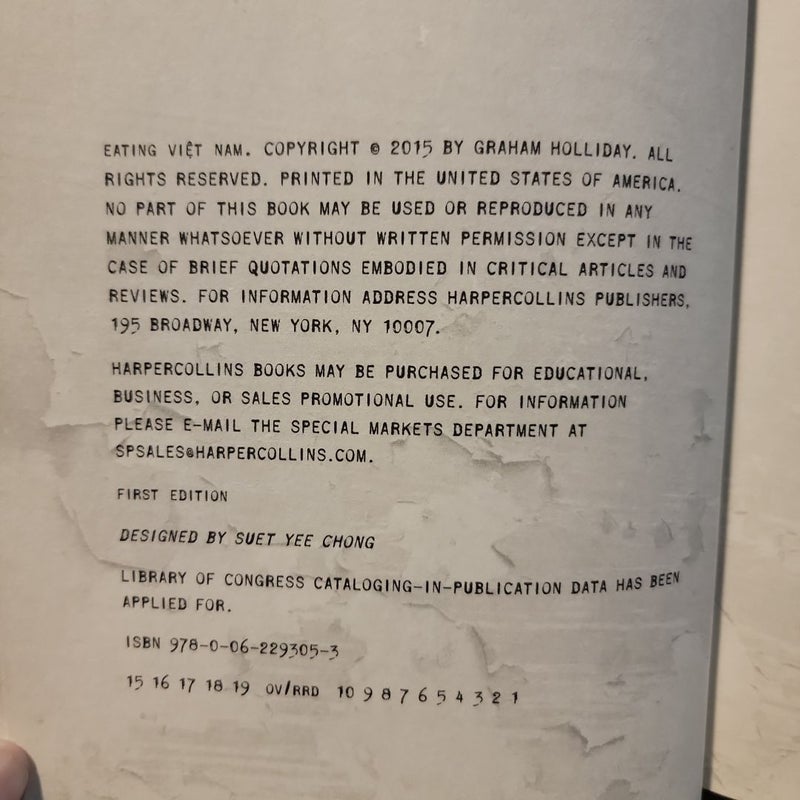 EATING VIỆT NAM. COPYRIGHT © 2015 BY GRAHAM HOLLIDAY. ALL
RIGHTS RESERVED. PRINTED IN THE UNITED STATES OF AMERICA.
NO PART OF THIS BOOK MAY BE USED OR REPRODUCED IN ANY
MANNER WHATSOEVER WITHOUT WRITTEN PERMISSION EXCEPT IN THE
CASE OF BRIEF QUOTATIONS EMBODIED IN CRITICAL ARTICLES AND
REVIEWS. FOR INFORMATION ADDRESS HARPERCOLLINS PUBLISHERS,
195 BROADWAY, NEW YORK, NY 10007.
HARPERCOLLINS BOOKS MAY BE PURCHASED FOR EDUCATIONAL,
BUSINESS, OR SALES PROMOTIONAL USE. FOR INFORMATION
PLEASE E-MAIL THE SPECIAL MARKETS DEPARTMENT AT
SPSALES@HARPERCOLLINS.COM.
FIRST EDITION
DESIGNED BY SUET YEE CHONG
LIBRARY OF CONGRESS CATALOGING-IN-PUBLICATION DATA HAS BEEN
APPLIED FOR.
ISBN 978-0-06-229305-3
15 16 17 18 19 OV/RRD 10 9 8 7 6 5 4 3 2 1